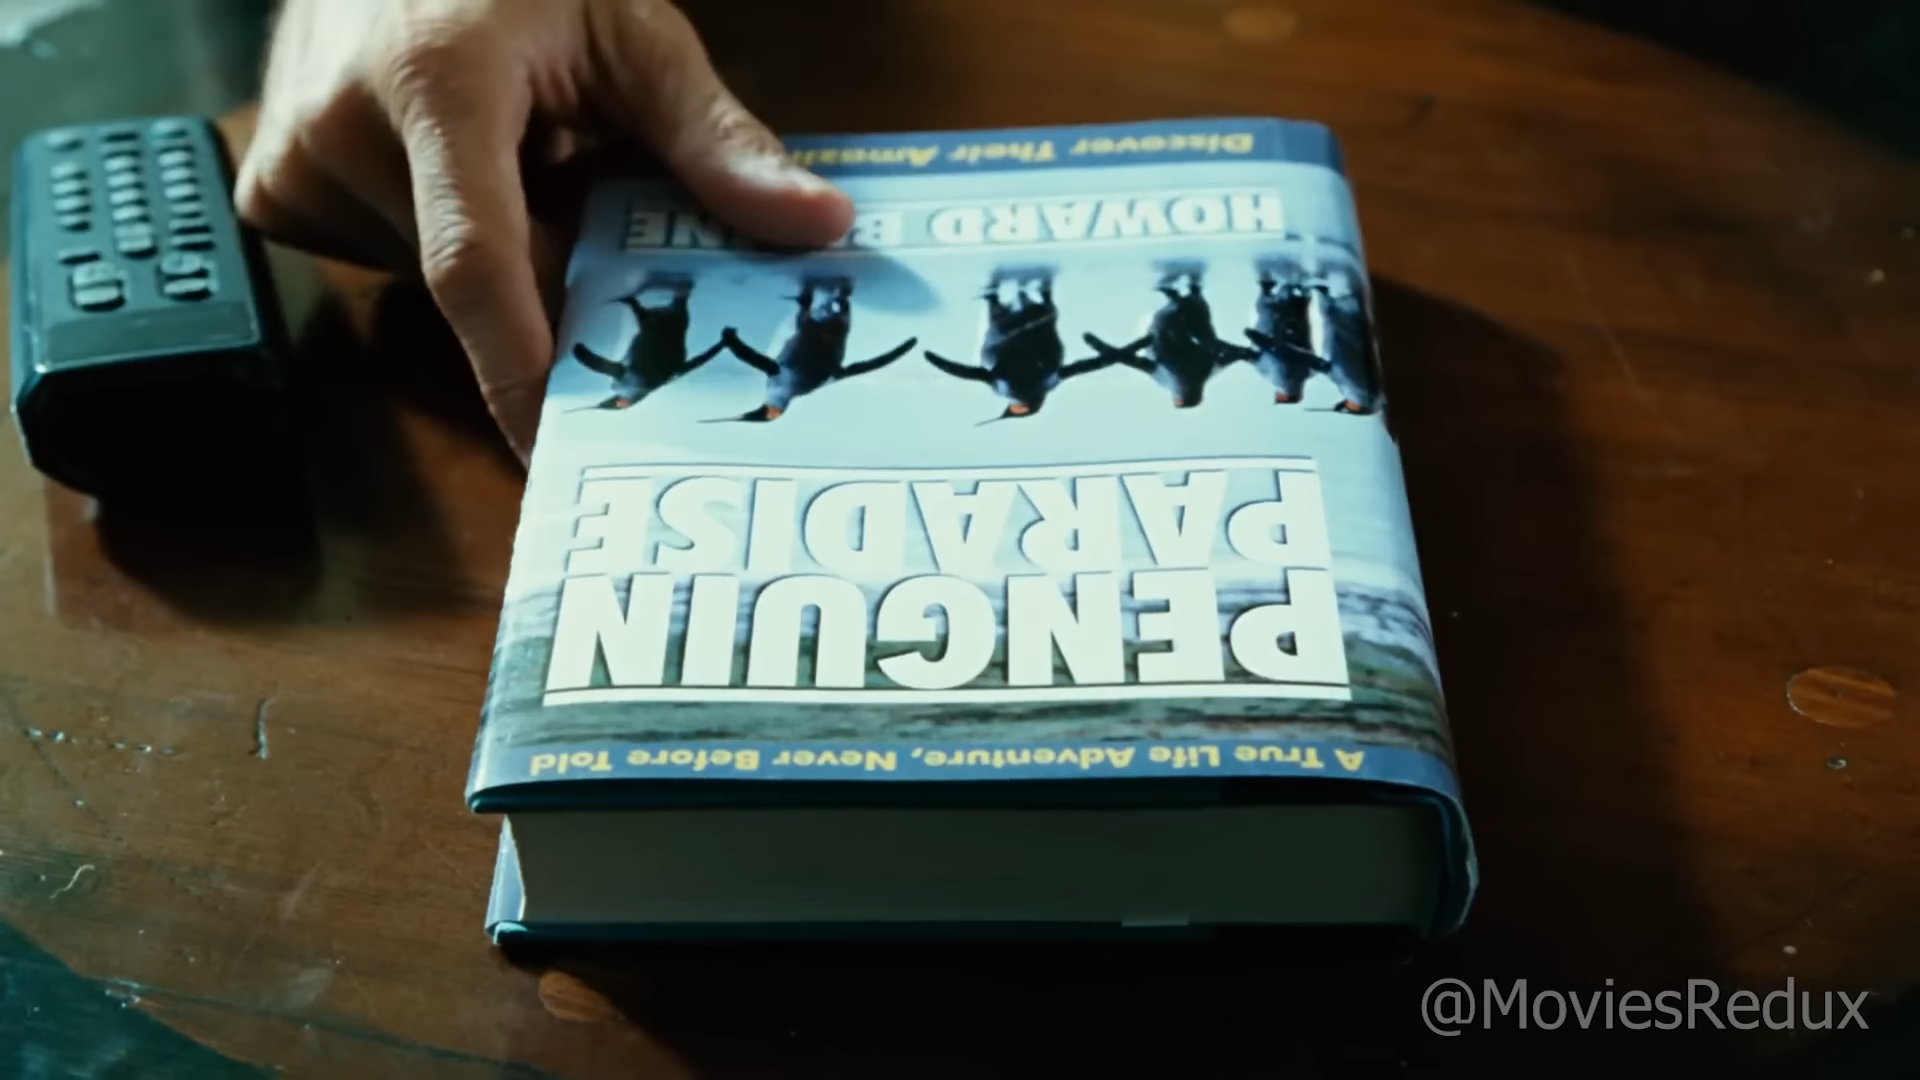 A True Life Adventure, Never Before Told
PENGUIN
PARADISE
HOWARD
Discover Their
@MoviesRedux